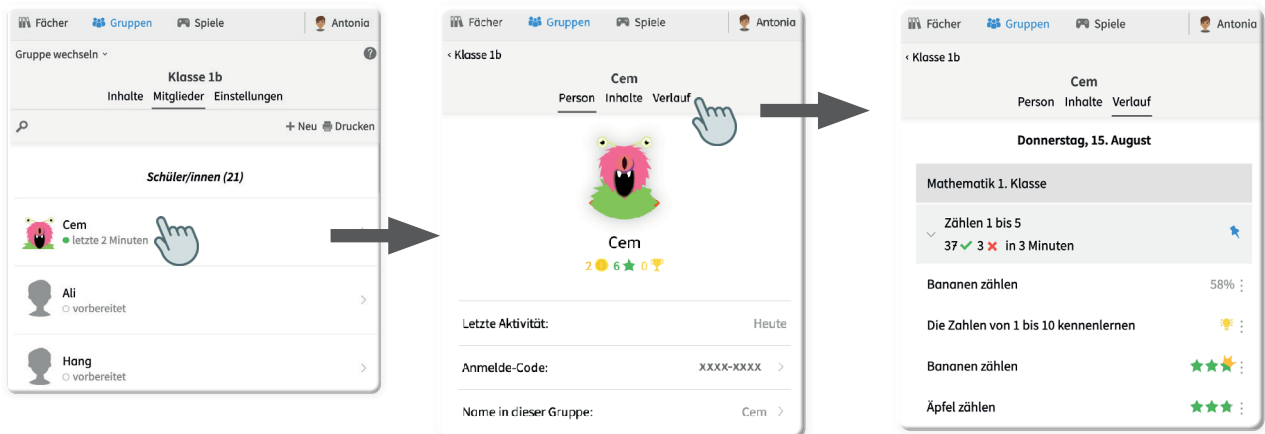 Fächer Gruppen Spiele Antonia
Gruppe wechseln
Klasse 1b
Inhalte Mitglieder Einstellungen
+ Neu Drucken
Schüler/innen (21)
Cem
letzte 2 Minuten
Ali
vorbereitet
Hang
vorbereitet
Fächer Gruppen Spiele Antonia
‹ Klasse 1b
Cem
Person Inhalte Verlauf
Cem
2 6 0
Letzte Aktivität: Heute
Anmelde-Code: XXXX-XXXX
Name in dieser Gruppe: Cem
Fächer Gruppen Spiele Antonia
‹ Klasse 1b
Cem
Person Inhalte Verlauf
Donnerstag, 15. August
Mathematik 1. Klasse
Zählen 1 bis 5
37 3 in 3 Minuten
Bananen zählen 58%
Die Zahlen von 1 bis 10 kennenlernen
Bananen zählen
Äpfel zählen